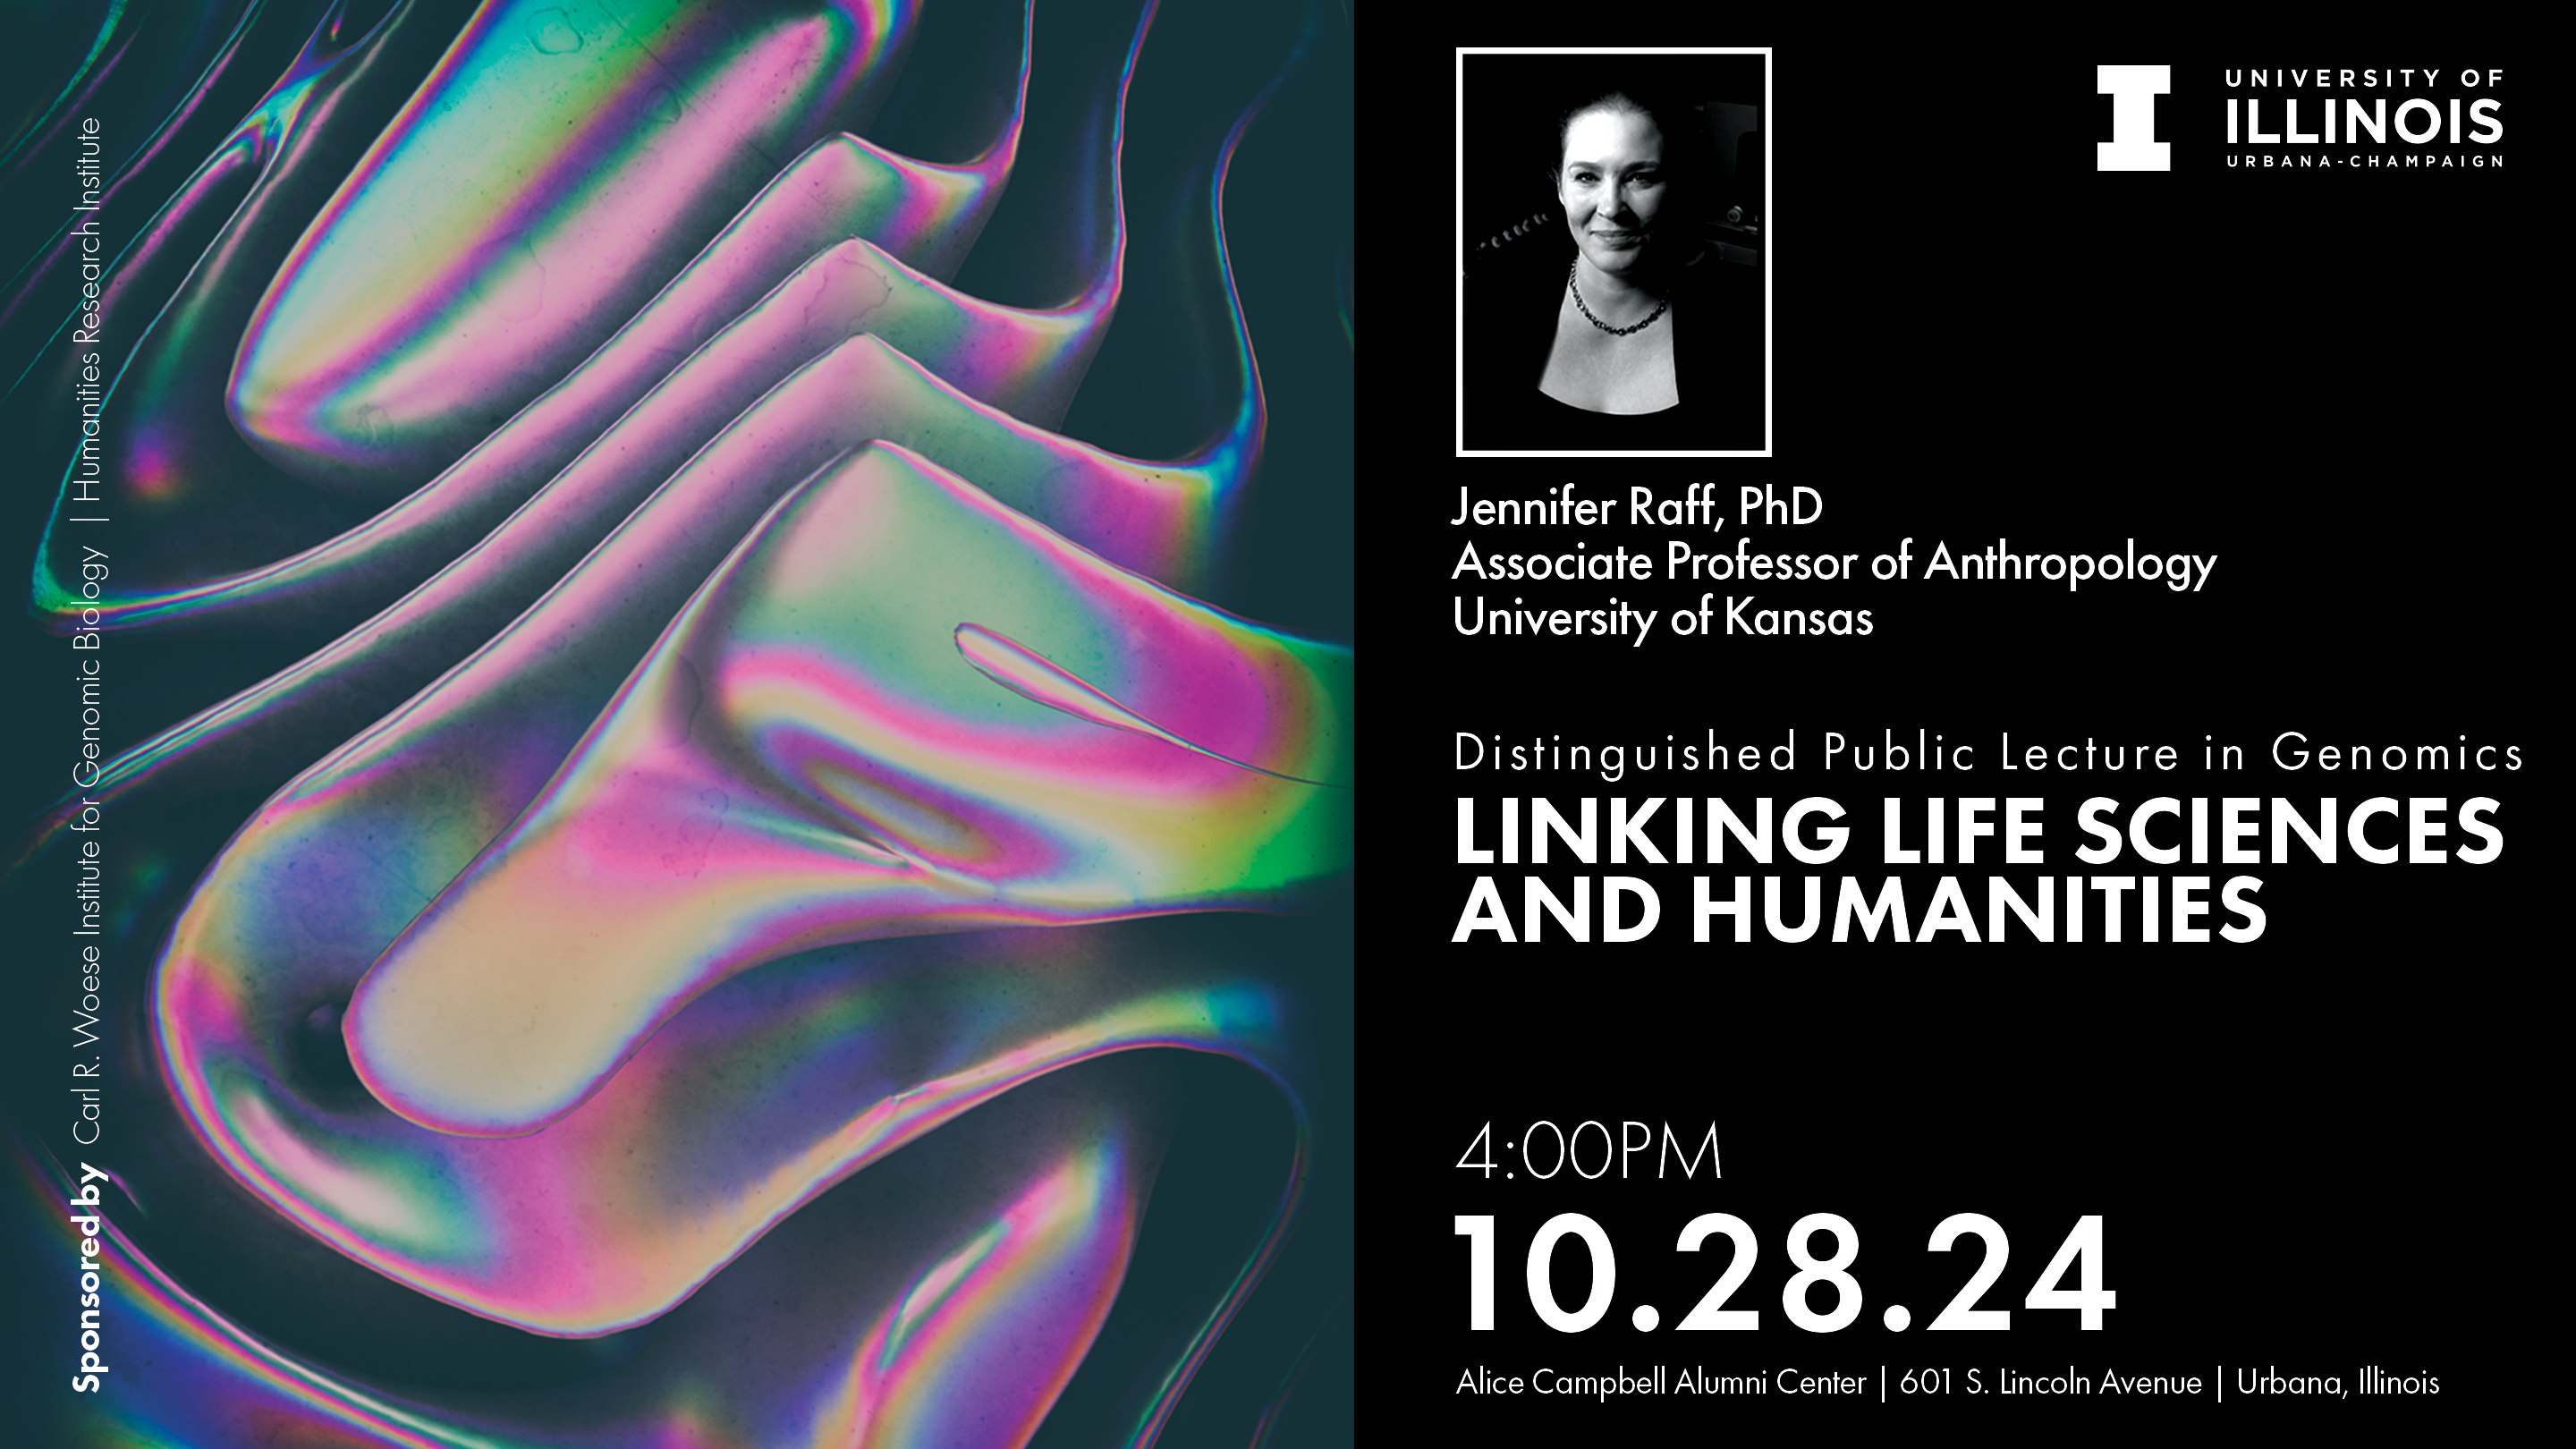 Sponsored by Carl R. Woese Institute for Genomic Biology | Humanities Research Institute
UNIVERSITY OF
ILLINOIS
URBANA-CHAMPAIGN
Jennifer Raff, PhD
Associate Professor of Anthropology
University of Kansas
Distinguished Public Lecture in Genomics
LINKING LIFE SCIENCES
AND HUMANITIES
4:00PM
10.28.24
Alice Campbell Alumni Center | 601 S. Lincoln Avenue | Urbana, Illinois